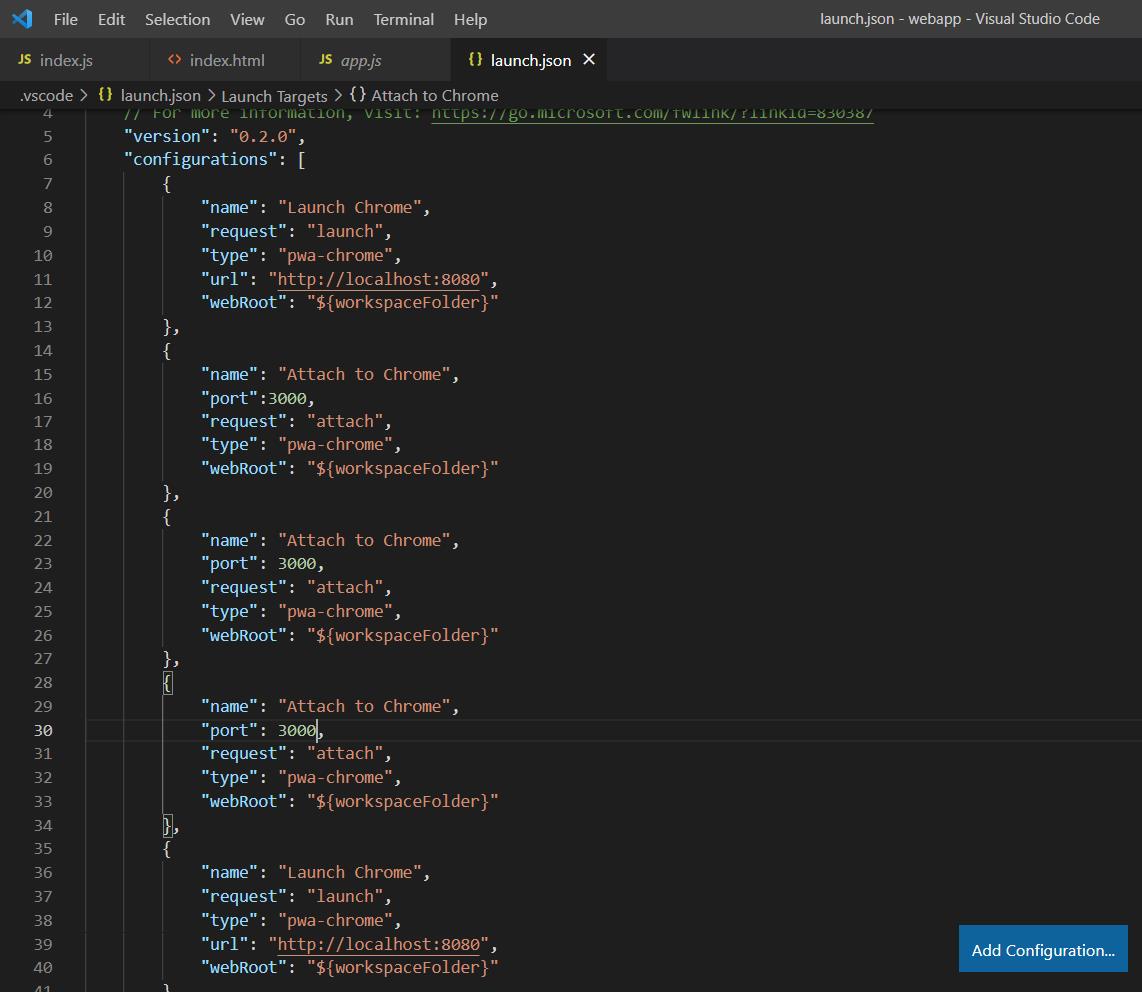 File Edit Selection View Go Run Terminal Help launch.json - webapp - Visual Studio Code
JS index.js <> index.html JS app.js {} launch.json ×
.vscode > {} launch.json > Launch Targets > {} Attach to Chrome
4 // For more information, visit: https://go.microsoft.com/fwlink/?linkid=830387
5 "version": "0.2.0",
6 "configurations": [
7 {
8 "name": "Launch Chrome",
9 "request": "launch",
10 "type": "pwa-chrome",
11 "url": "http://localhost:8080",
12 "webRoot": "${workspaceFolder}"
13 },
14 {
15 "name": "Attach to Chrome",
16 "port":3000,
17 "request": "attach",
18 "type": "pwa-chrome",
19 "webRoot": "${workspaceFolder}"
20 },
21 {
22 "name": "Attach to Chrome",
23 "port": 3000,
24 "request": "attach",
25 "type": "pwa-chrome",
26 "webRoot": "${workspaceFolder}"
27 },
28 {
29 "name": "Attach to Chrome",
30 "port": 3000,
31 "request": "attach",
32 "type": "pwa-chrome",
33 "webRoot": "${workspaceFolder}"
34 },
35 {
36 "name": "Launch Chrome",
37 "request": "launch",
38 "type": "pwa-chrome",
39 "url": "http://localhost:8080",
40 "webRoot": "${workspaceFolder}"
41 }
Add Configuration...